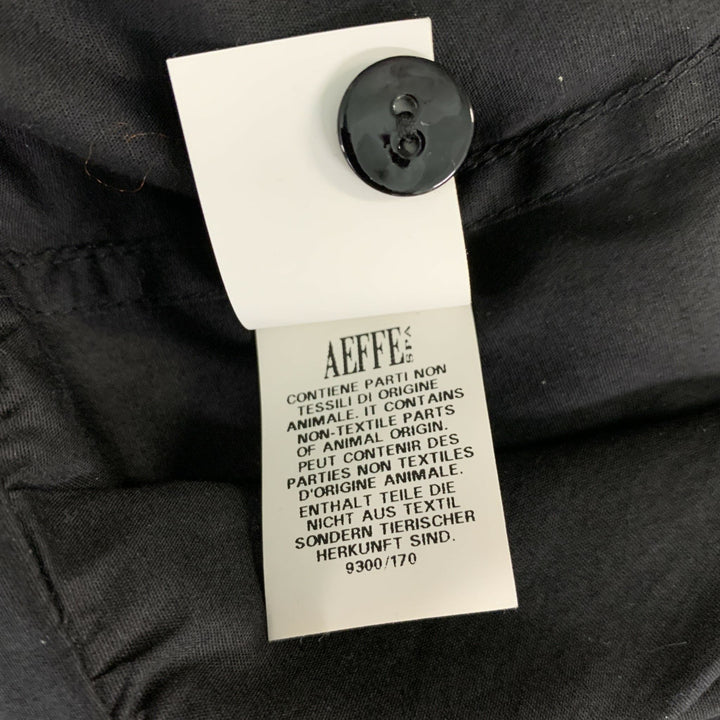 AEFFE SPA
CONTIENE PARTI NON
TESSILI DI ORIGINE
ANIMALE. IT CONTAINS
NON-TEXTILE PARTS
OF ANIMAL ORIGIN.
PEUT CONTENIR DES
PARTIES NON TEXTILES
D'ORIGINE ANIMALE.
ENTHALT TEILE DIE
NICHT AUS TEXTIL
SONDERN TIERISCHER
HERKUNFT SIND.
9300/170